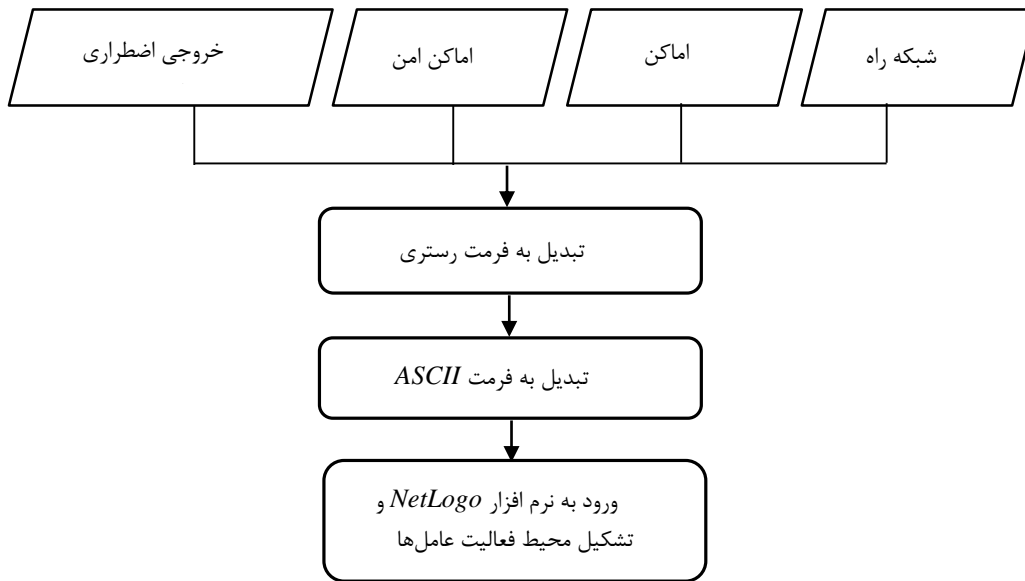 شبکه راه
اماکن
اماکن امن
خروجی اضطراری
تبدیل به فرمت رستری
تبدیل به فرمت ASCII
ورود به نرم افزار NetLogo و
تشکیل محیط فعالیت عامل‌ها